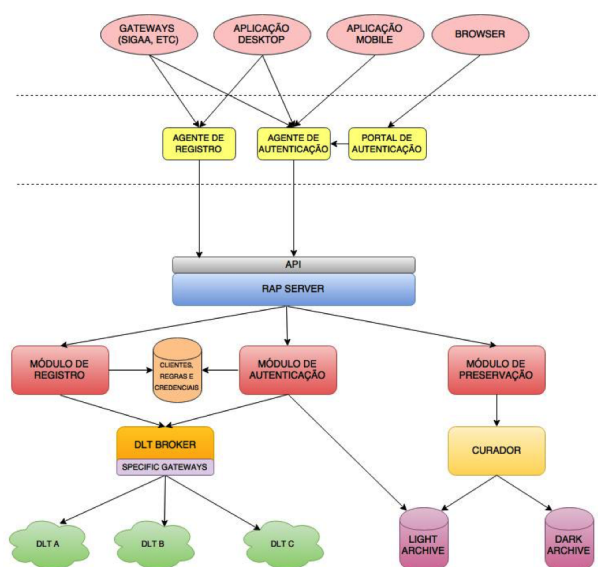 GATEWAYS
(SIGAA, ETC)
APLICAÇÃO
DESKTOP
APLICAÇÃO
MOBILE
BROWSER
AGENTE DE
REGISTRO
AGENTE DE
AUTENTICAÇÃO
PORTAL DE
AUTENTICAÇÃO
API
RAP SERVER
MÓDULO DE
REGISTRO
CLIENTES,
REGRAS E
CREDENCIAIS
MÓDULO DE
AUTENTICAÇÃO
MÓDULO DE
PRESERVAÇÃO
DLT BROKER
SPECIFIC GATEWAYS
CURADOR
DLT A
DLT B
DLT C
LIGHT
ARCHIVE
DARK
ARCHIVE